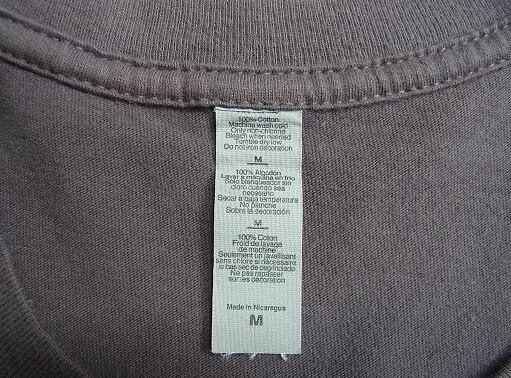 100% Cotton
Machine wash cold
Only non-chlorine
Bleach when needed
Tumble dry low
Do not iron decoration
M
100% Algodón
Lavar a máquina en frío
Sólo blanqueador sin
cloro cuando sea
necesario
Secar a baja temperatura
No planche
Sobre la decoración
M
100% Coton
Froid de lavage
de machine
Seulement un javellisant
sans chlore si nécessaire
le bas sec de
Ne pas repasser
sur les décoration
Made in Nicaragua
M